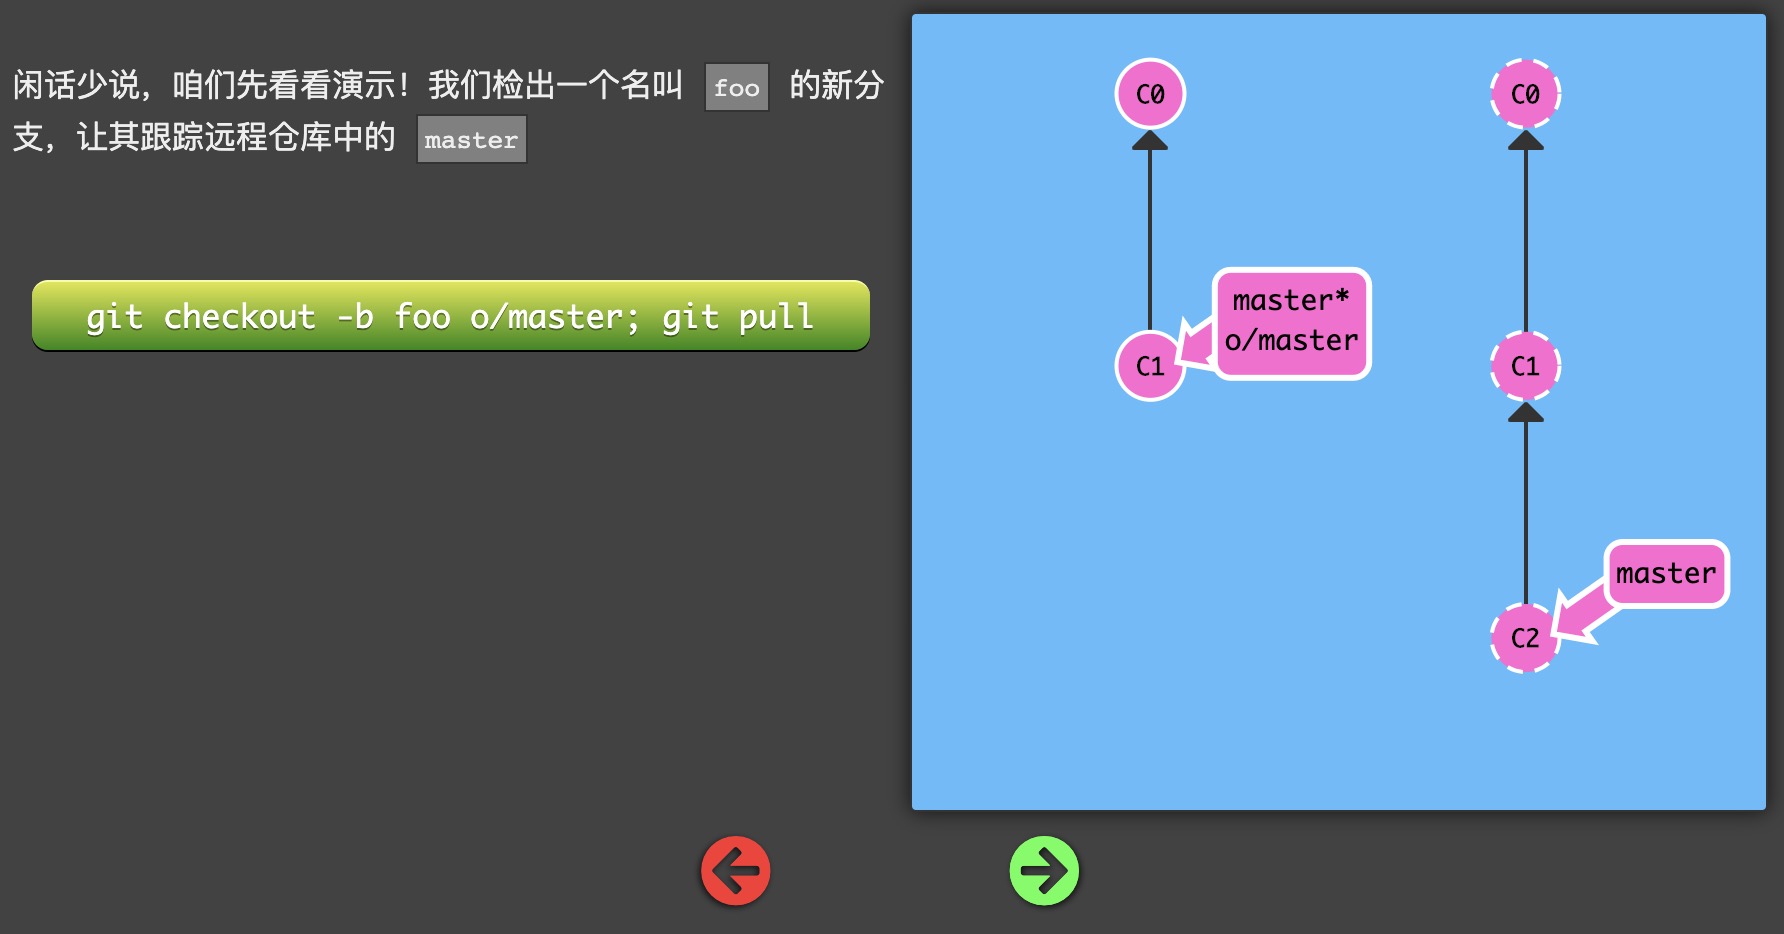 闲话少说，咱们先看看演示！我们检出一个名叫 foo 的新分
支，让其跟踪远程仓库中的 master
git checkout -b foo o/master; git pull
C0
C0
master*
o/master
C1
C1
master
C2